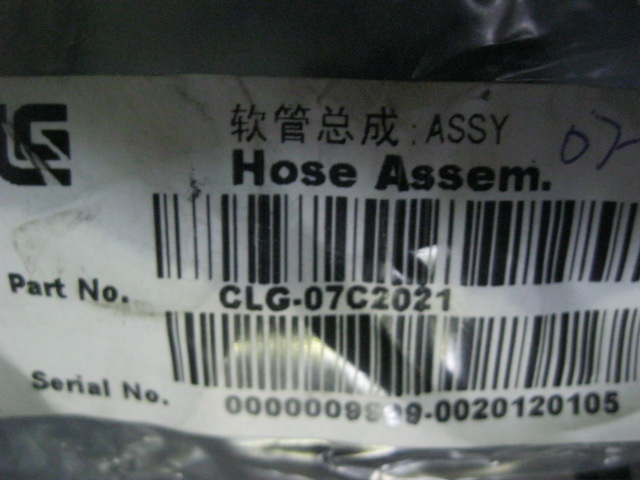 软管总成;ASSY
Hose Assem.
Part No. CLG-07C2021
Serial No.